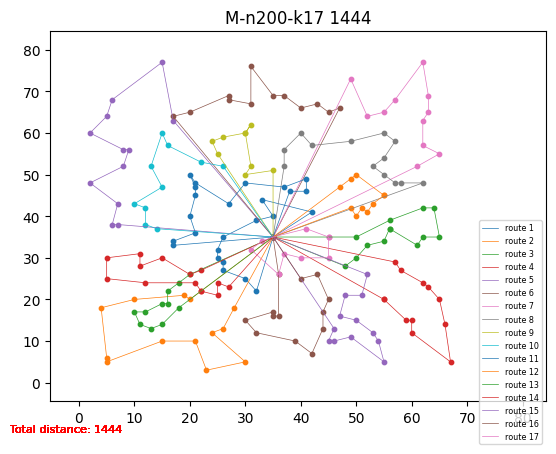 M-n200-k17 1444
80
70
60
50
40
30
20
10
0
0
10
20
30
40
50
60
70
80
route 1
route 2
route 3
route 4
route 5
route 6
route 7
route 8
route 9
route 10
route 11
route 12
route 13
route 14
route 15
route 16
route 17
Total distance: 1444